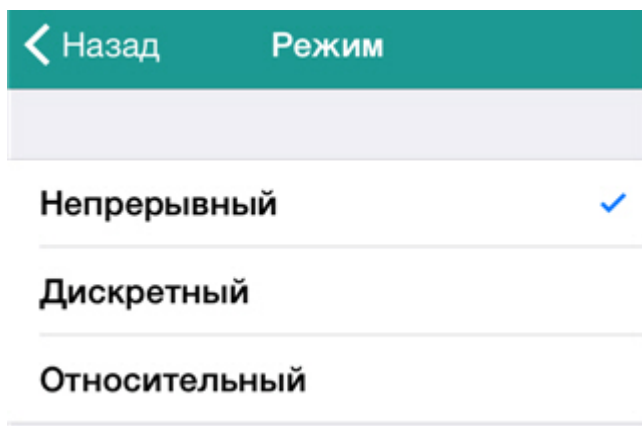 Назад Режим
Непрерывный
Дискретный
Относительный